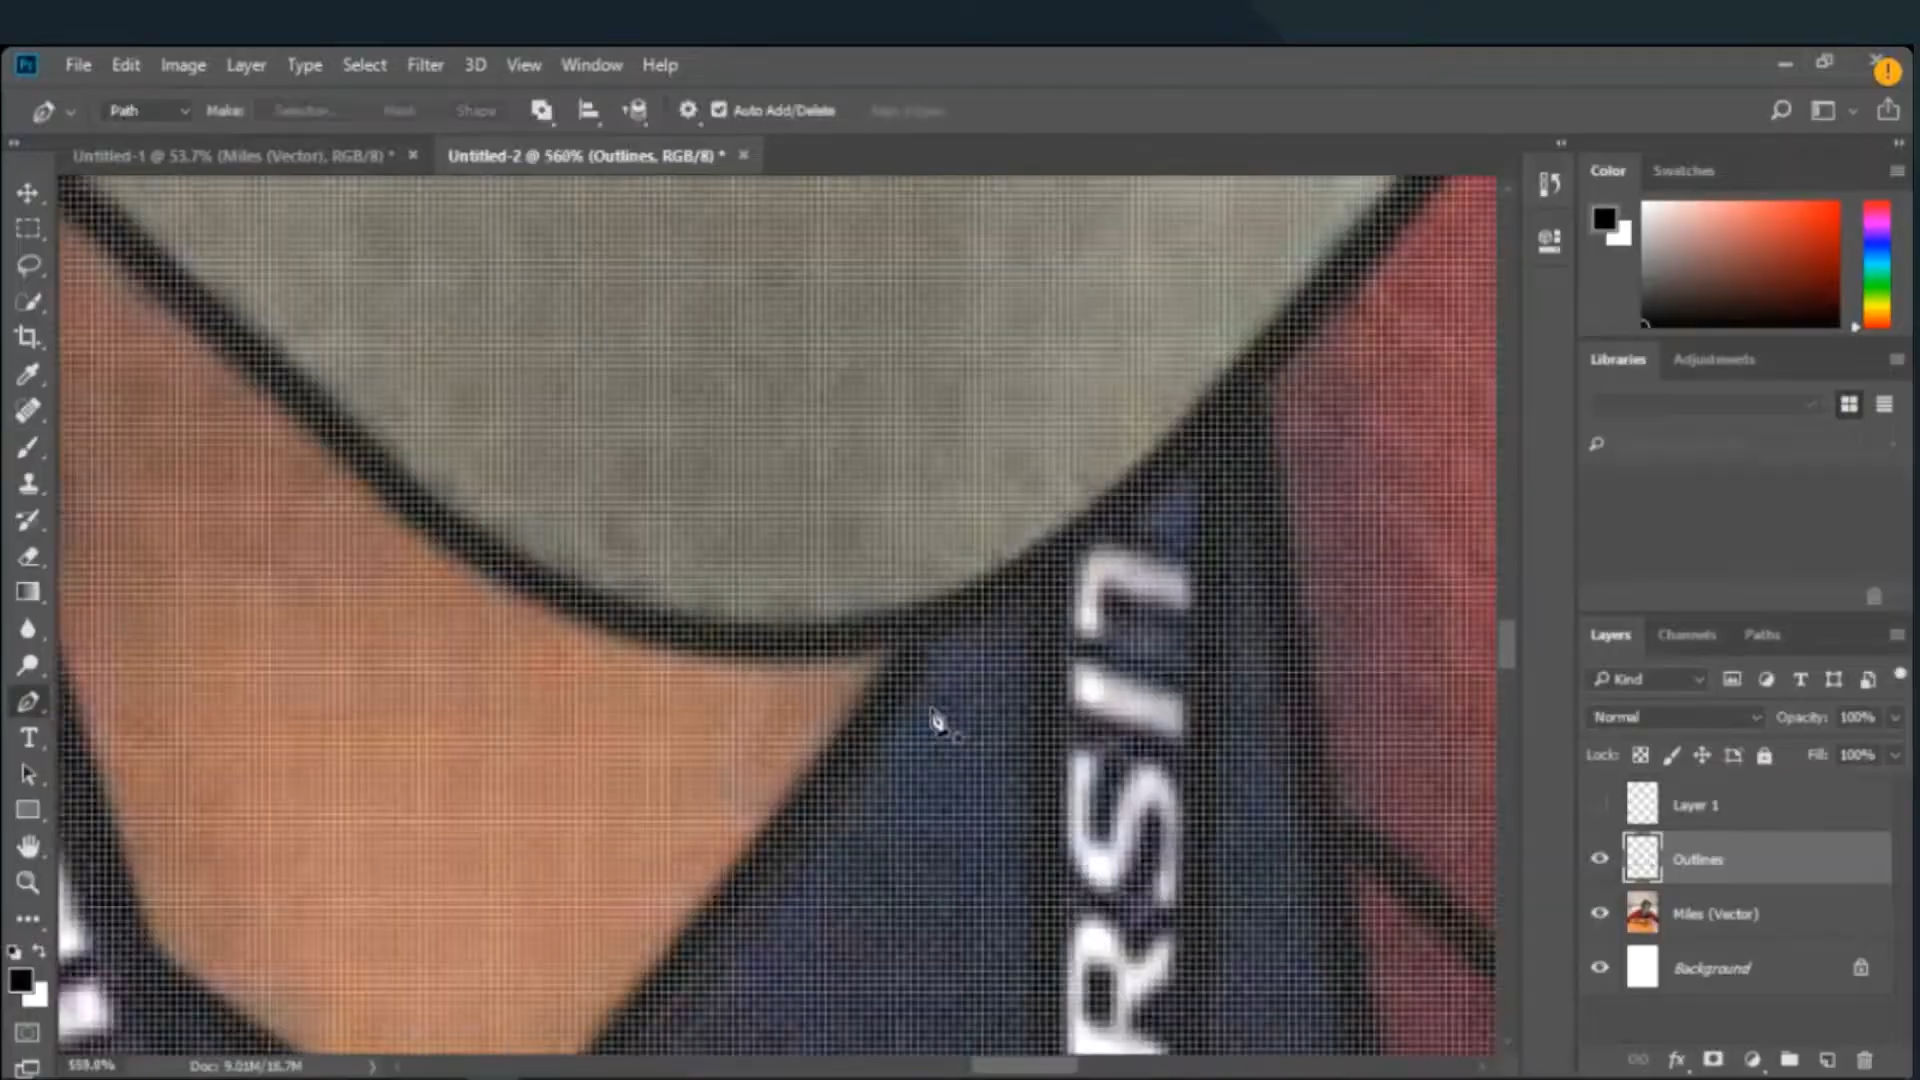 Ps File Edit Image Layer Type Select Filter 3D View Window Help
Path Make: Mask Shape Auto Add/Delete
Untitled-1 @ 53.7% (Miles (Vector), RGB/8) * × Untitled-2 @ 560% (Outlines, RGB/8) * ×
Color Swatches
Libraries Adjustments
Layers Channels Paths
Kind
Normal Opacity: 100%
Lock: Fill: 100%
Layer 1
Outlines
Miles (Vector)
Background
Doc: 9.01M/16.7M